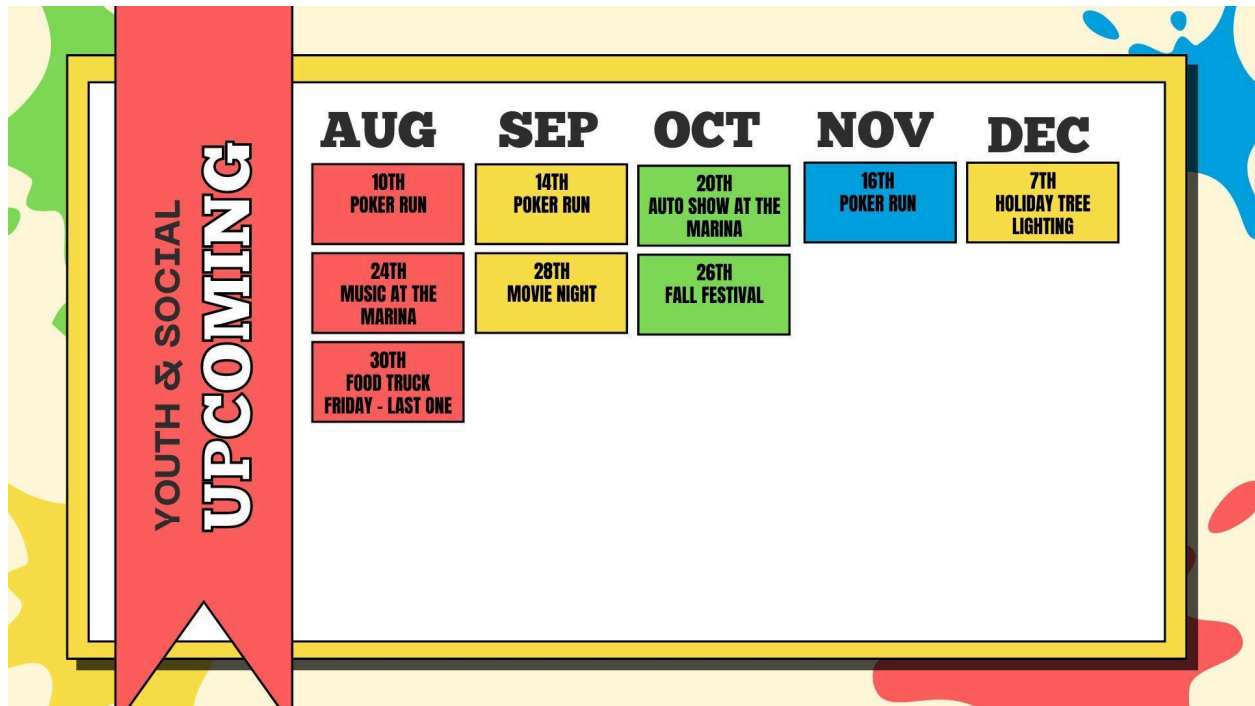 YOUTH & SOCIAL
UPCOMING
AUG
10TH
POKER RUN
24TH
MUSIC AT THE
MARINA
30TH
FOOD TRUCK
FRIDAY - LAST ONE
SEP
14TH
POKER RUN
28TH
MOVIE NIGHT
OCT
20TH
AUTO SHOW AT THE
MARINA
26TH
FALL FESTIVAL
NOV
16TH
POKER RUN
DEC
7TH
HOLIDAY TREE
LIGHTING